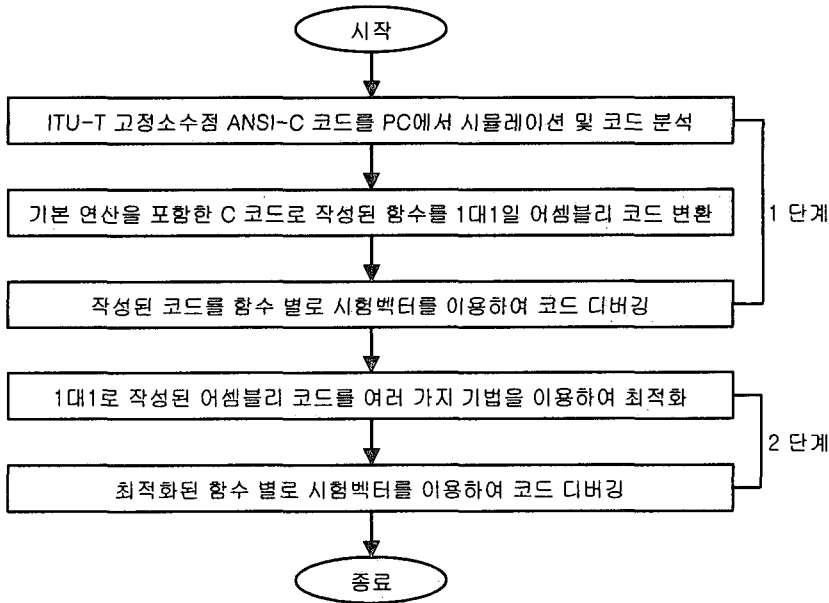 시작
ITU-T 고정소수점 ANSI-C 코드를 PC에서 시뮬레이션 및 코드 분석
기본 연산을 포함한 C 코드로 작성된 함수를 1대1일 어셈블리 코드 변환
1 단계
작성된 코드를 함수 별로 시험벡터를 이용하여 코드 디버깅
1대1로 작성된 어셈블리 코드를 여러 가지 기법을 이용하여 최적화
2 단계
최적화된 함수 별로 시험벡터를 이용하여 코드 디버깅
종료